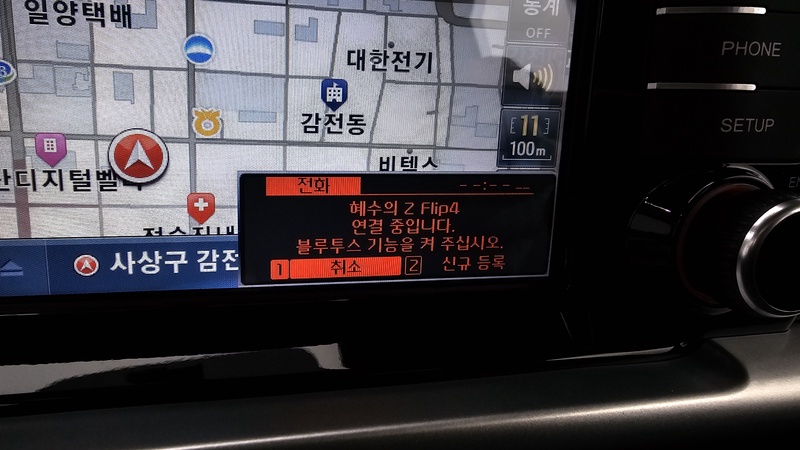 일양택배
통계
OFF
PHONE
대한전기
SETUP
감전동
11
100m
비텍스
디지털밸리
전화
--:-- --
혜수의 Z Flip4
연결 중입니다.
블루투스 기능을 켜 주십시오.
1 취소 2 신규 등록
사상구 감전